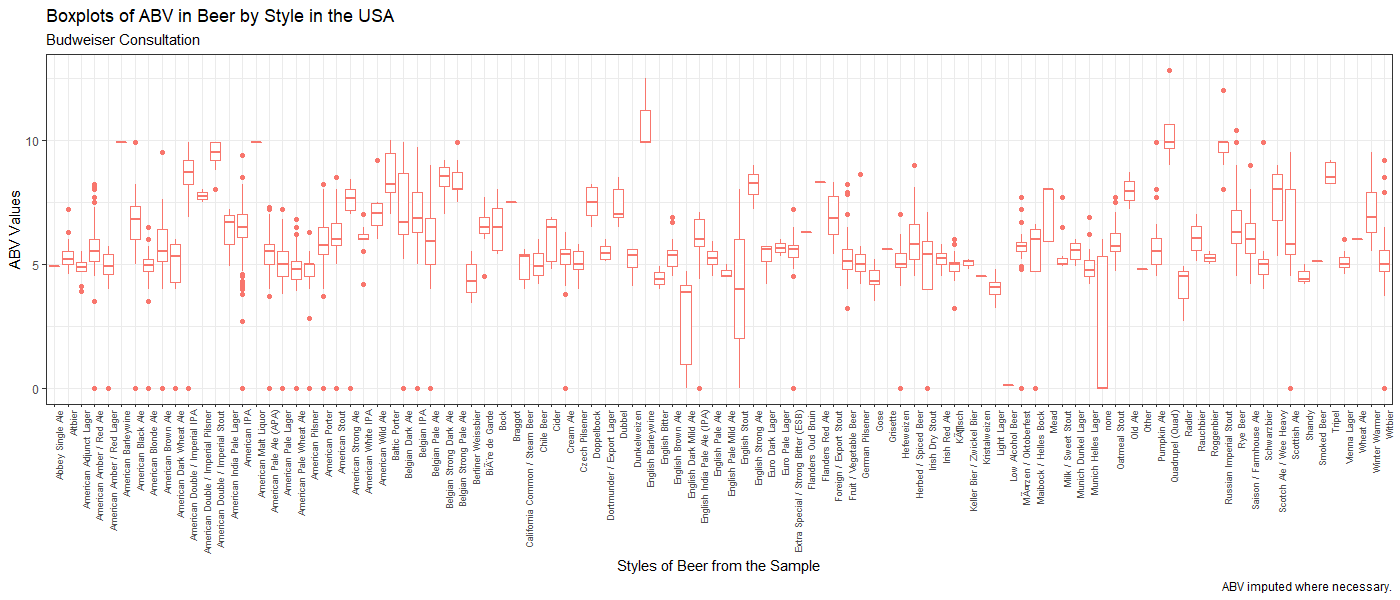 Boxplots of ABV in Beer by Style in the USA
Budweiser Consultation
ABV Values
10
5
0
Abbey Single Ale
Altbier
American Adjunct Lager
American Amber / Red Ale
American Amber / Red Lager
American Barleywine
American Black Ale
American Blonde Ale
American Brown Ale
American Dark Wheat Ale
American Double / Imperial IPA
American Double / Imperial Pilsner
American Double / Imperial Stout
American India Pale Lager
American IPA
American Malt Liquor
American Pale Ale (APA)
American Pale Lager
American Pale Wheat Ale
American Pilsner
American Porter
American Stout
American Strong Ale
American White IPA
American Wild Ale
Baltic Porter
Belgian Dark Ale
Belgian IPA
Belgian Pale Ale
Belgian Strong Dark Ale
Belgian Strong Pale Ale
Berliner Weissbier
BiÃ¨re de Garde
Bock
Braggot
California Common / Steam Beer
Chile Beer
Cider
Cream Ale
Czech Pilsener
Doppelbock
Dortmunder / Export Lager
Dubbel
Dunkelweizen
English Barleywine
English Bitter
English Brown Ale
English Dark Mild Ale
English India Pale Ale (IPA)
English Pale Ale
English Pale Mild Ale
English Stout
English Strong Ale
Euro Dark Lager
Euro Pale Lager
Extra Special / Strong Bitter (ESB)
Flanders Oud Bruin
Flanders Red Ale
Foreign / Export Stout
Fruit / Vegetable Beer
German Pilsener
Gose
Grisette
Hefeweizen
Herbed / Spiced Beer
Irish Dry Stout
Irish Red Ale
KÃ¶lsch
Keller Bier / Zwickel Bier
Kristalweizen
Light Lager
Low Alcohol Beer
MÃ¤rzen / Oktoberfest
Maibock / Helles Bock
Mead
Milk / Sweet Stout
Munich Dunkel Lager
Munich Helles Lager
none
Oatmeal Stout
Old Ale
Other
Pumpkin Ale
Quadrupel (Quad)
Radler
Rauchbier
Roggenbier
Russian Imperial Stout
Rye Beer
Saison / Farmhouse Ale
Schwarzbier
Scotch Ale / Wee Heavy
Scottish Ale
Shandy
Smoked Beer
Tripel
Vienna Lager
Wheat Ale
Winter Warmer
Witbier
Styles of Beer from the Sample
ABV imputed where necessary.